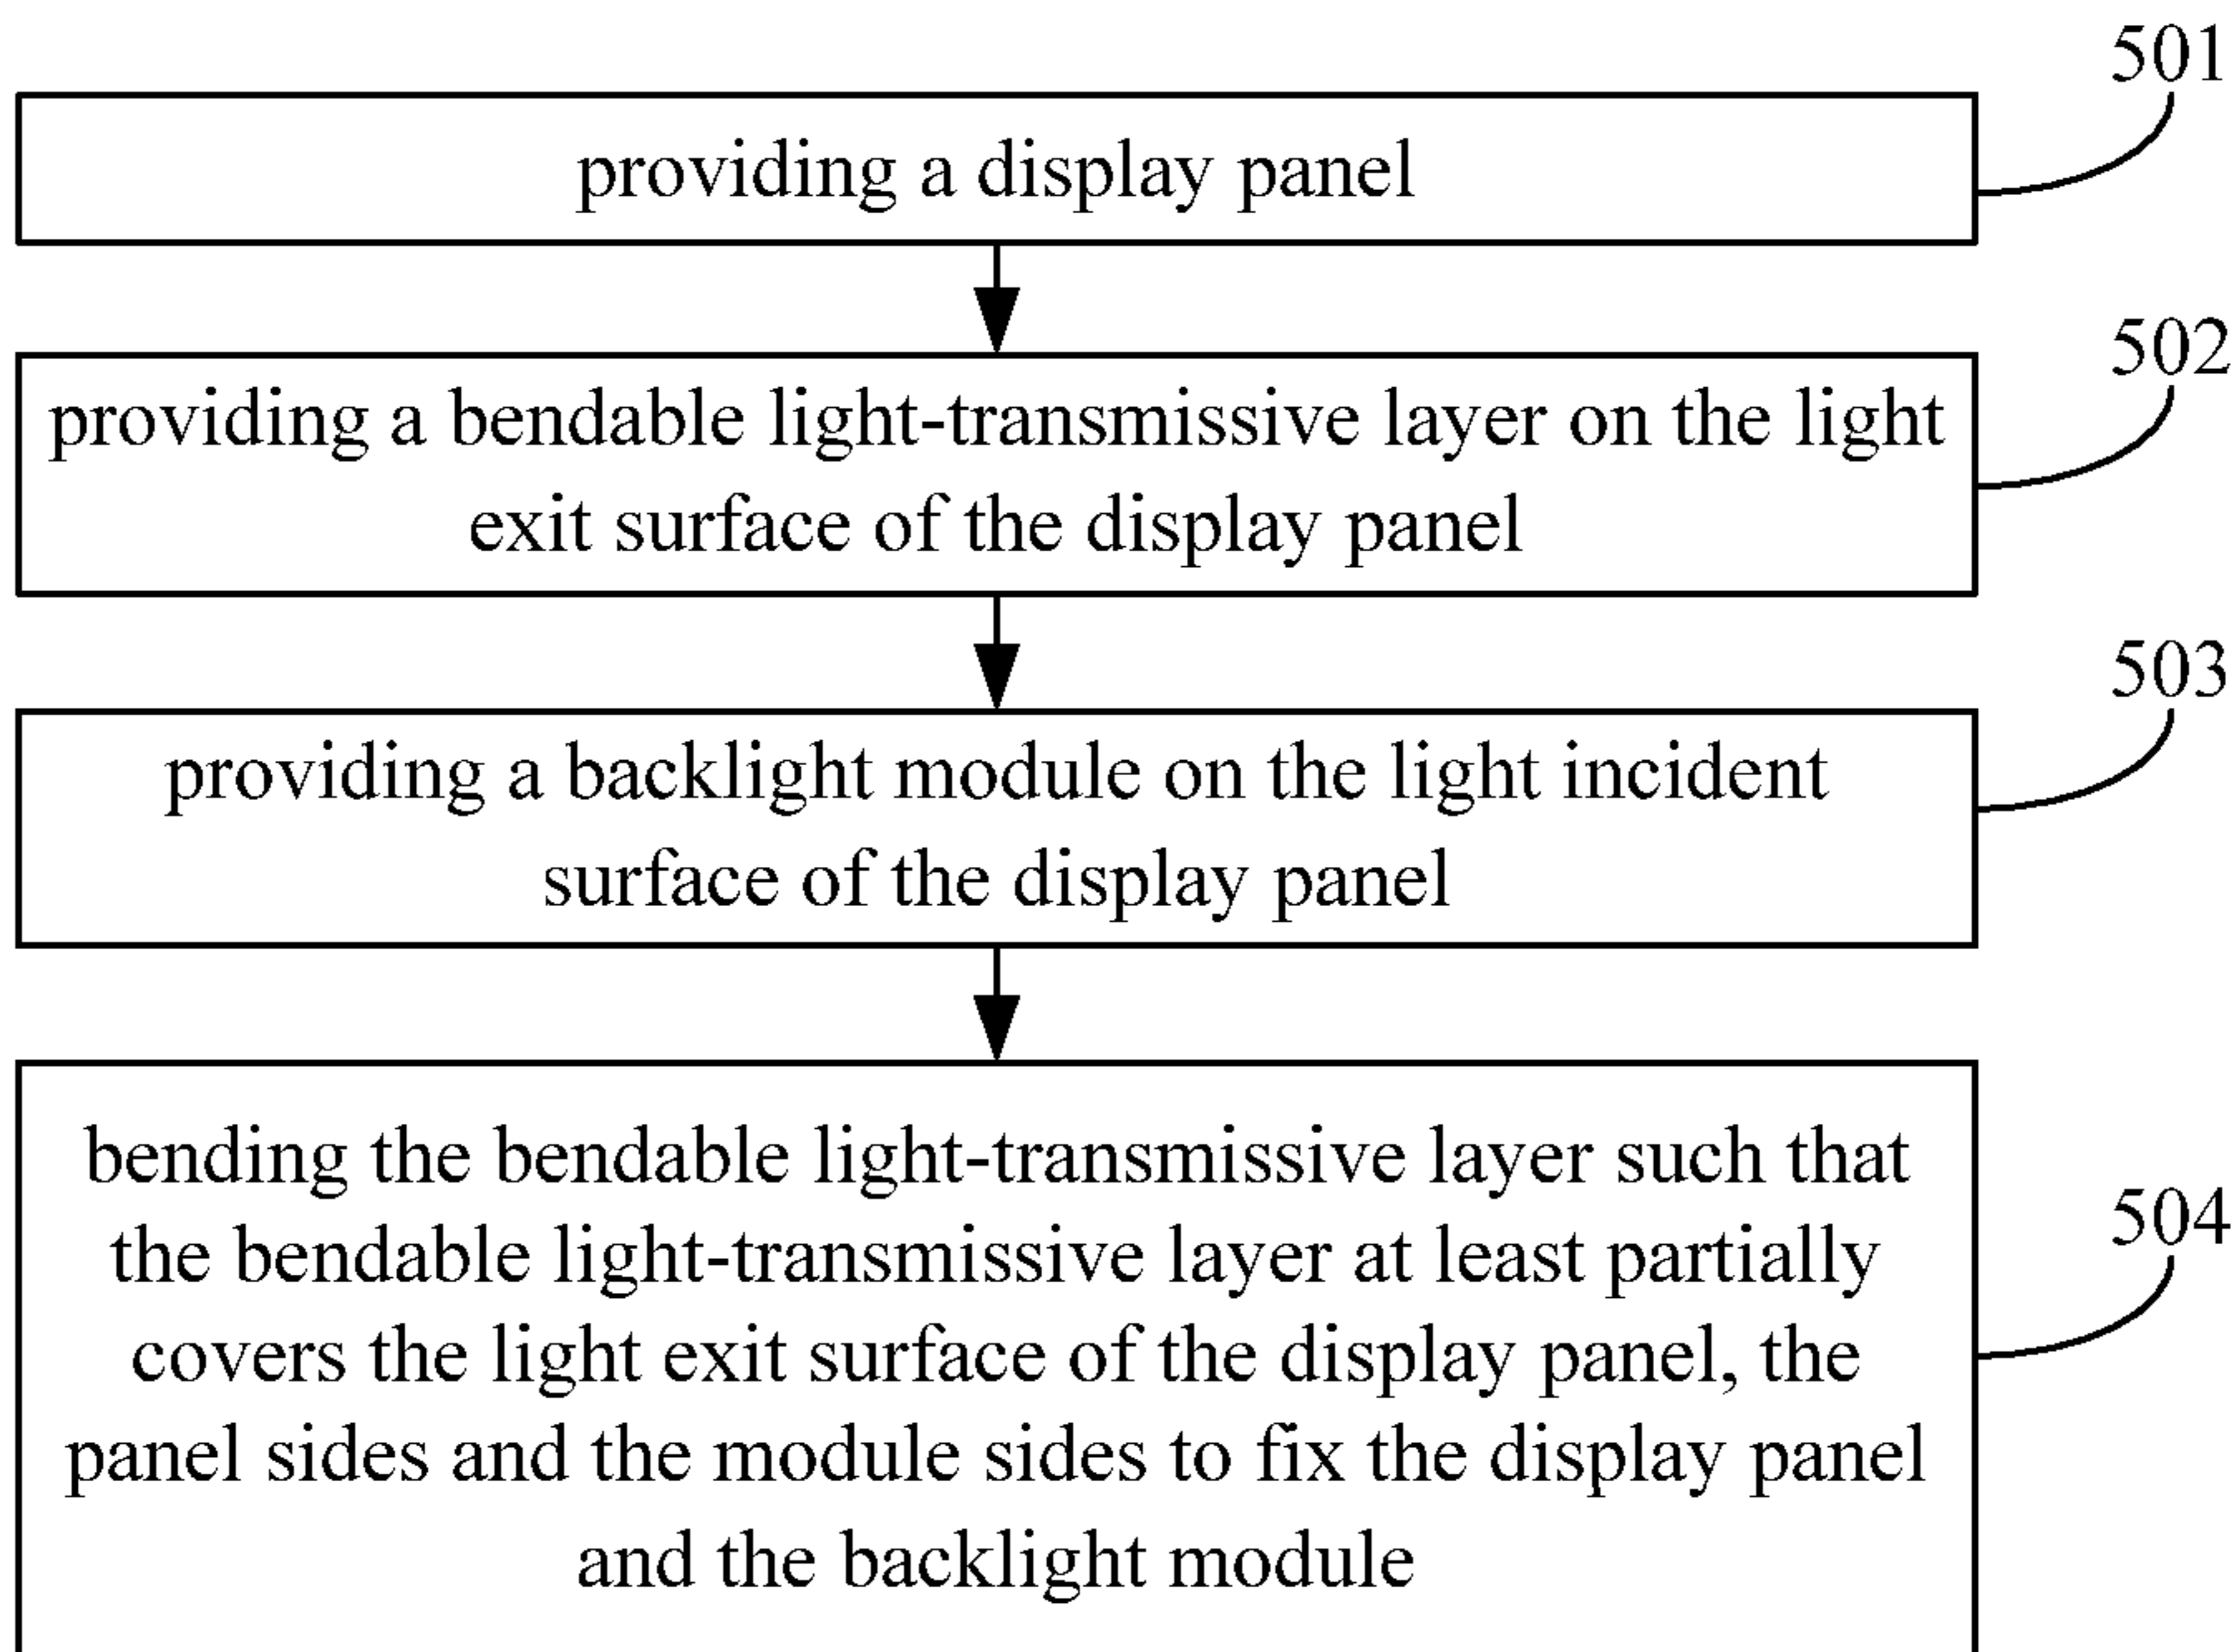 501
providing a display panel
502
providing a bendable light-transmissive layer on the light
exit surface of the display panel
503
providing a backlight module on the light incident
surface of the display panel
504
bending the bendable light-transmissive layer such that
the bendable light-transmissive layer at least partially
covers the light exit surface of the display panel, the
panel sides and the module sides to fix the display panel
and the backlight module